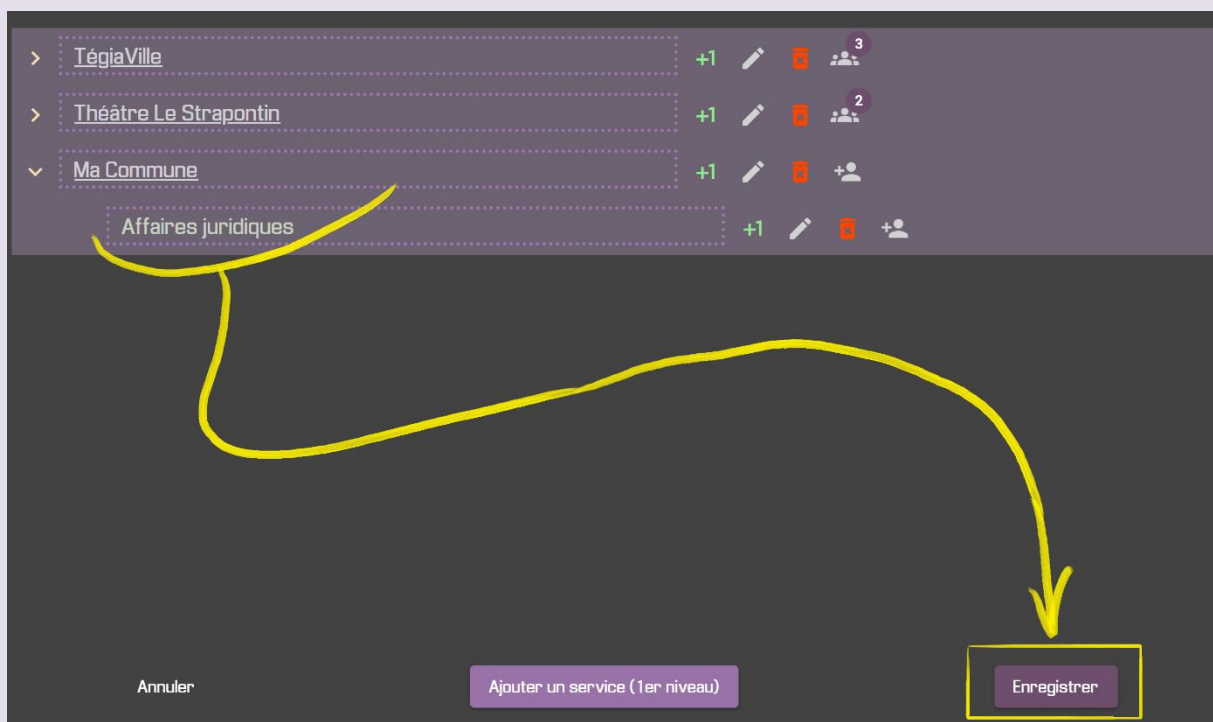 TégiaVille +1 3
Théâtre Le Strapontin +1 2
Ma Commune +1
Affaires juridiques +1
Annuler Ajouter un service (1er niveau) Enregistrer